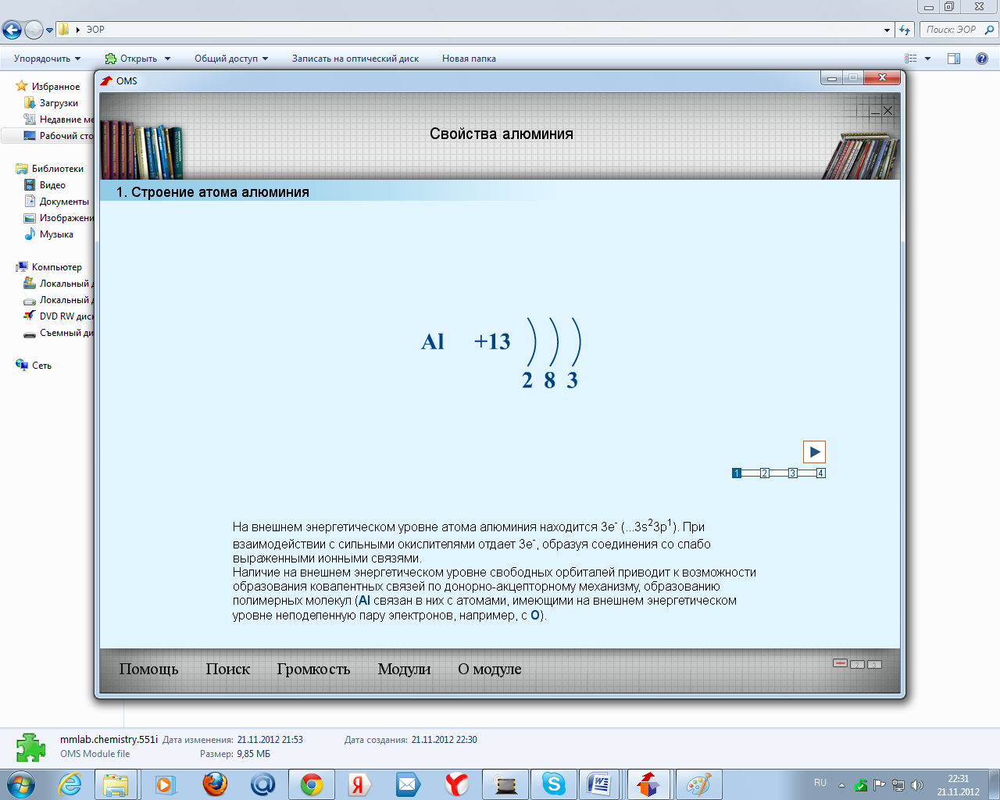 ЭОР
Поиск: ЭОР
Упорядочить
Открыть
Общий доступ
Записать на оптический диск
Новая папка
Избранное
Загрузки
Недавние ме
Рабочий сто
Библиотеки
Видео
Документы
Изображени
Музыка
Компьютер
Локальный д
Локальный д
DVD RW диск
Съемный ди
Сеть
OMS
Свойства алюминия
1. Строение атома алюминия
Al +13
2 8 3
1 2 3 4
На внешнем энергетическом уровне атома алюминия находится 3e⁻ (...3s²3p¹). При
взаимодействии с сильными окислителями отдает 3e⁻, образуя соединения со слабо
выраженными ионными связями.
Наличие на внешнем энергетическом уровне свободных орбиталей приводит к возможности
образования ковалентных связей по донорно-акцепторному механизму, образованию
полимерных молекул (Al связан в них с атомами, имеющими на внешнем энергетическом
уровне неподеленную пару электронов, например, с O).
Помощь Поиск Громкость Модули О модуле
2 3
mmlab.chemistry.551i Дата изменения: 21.11.2012 21:53 Дата создания: 21.11.2012 22:30
OMS Module file Размер: 9,85 МБ
RU
22:31
21.11.2012